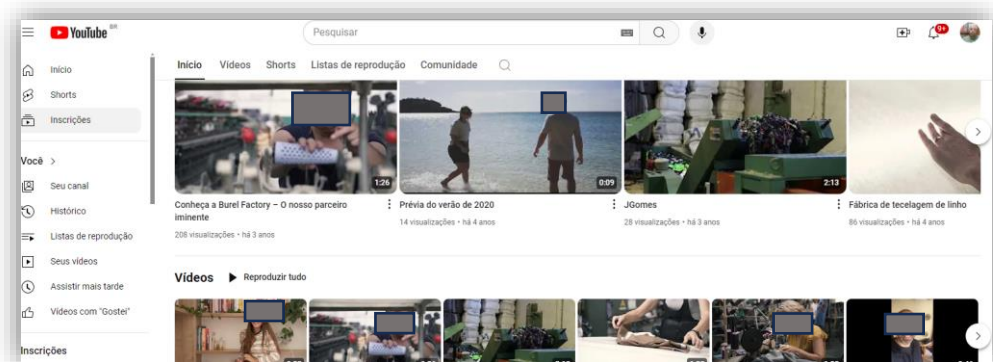 YouTube BR
Pesquisar
9+
Início
Shorts
Inscrições
Você >
Seu canal
Histórico
Listas de reprodução
Seus vídeos
Assistir mais tarde
Vídeos com "Gostei"
Inscrições
Início Vídeos Shorts Listas de reprodução Comunidade
1:26
0:09
2:13
Conheça a Burel Factory – O nosso parceiro
iminente
208 visualizações • há 3 anos
Prévia do verão de 2020
14 visualizações • há 4 anos
JGomes
28 visualizações • há 3 anos
Fábrica de tecelagem de linho
86 visualizações • há 4 anos
Vídeos Reproduzir tudo